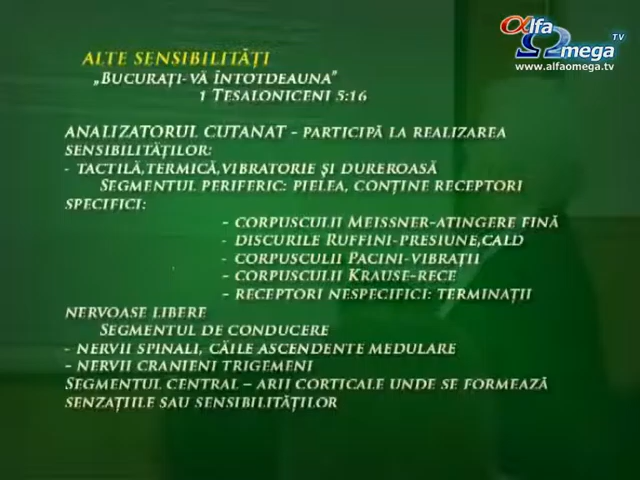 alfa Omega TV
www.alfaomega.tv
ALTE SENSIBILITĂȚI
„BUCURAȚI-VĂ ÎNTOTDEAUNA”
1 TESALONICENI 5:16
ANALIZATORUL CUTANAT – PARTICIPĂ LA REALIZAREA
SENSIBILITĂȚILOR:
- TACTILĂ,TERMICĂ,VIBRATORIE ȘI DUREROASĂ
SEGMENTUL PERIFERIC: PIELEA, CONȚINE RECEPTORI
SPECIFICI:
– CORPUSCULII MEISSNER-ATINGERE FINĂ
- DISCURILE RUFFINI-PRESIUNE,CALD
- CORPUSCULII PACINI-VIBRAȚII
– CORPUSCULII KRAUSE-RECE
– RECEPTORI NESPECIFICI: TERMINAȚII
NERVOASE LIBERE
SEGMENTUL DE CONDUCERE
- NERVII SPINALI, CĂILE ASCENDENTE MEDULARE
– NERVII CRANIENI TRIGEMENI
SEGMENTUL CENTRAL – ARII CORTICALE UNDE SE FORMEAZĂ
SENZAȚIILE SAU SENSIBILITĂȚILOR